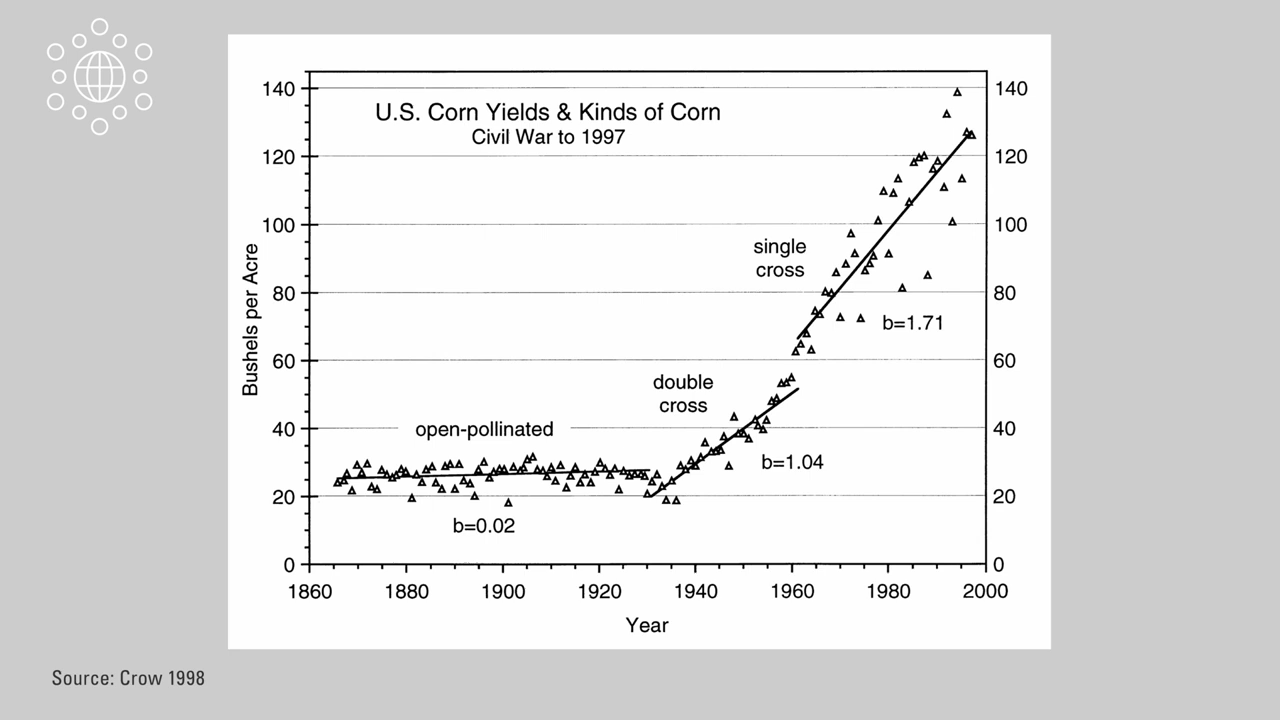 U.S. Corn Yields & Kinds of Corn
Civil War to 1997
Bushels per Acre
140
120
100
80
60
40
20
0
140
120
100
80
60
40
20
0
single
cross
b=1.71
double
cross
b=1.04
open-pollinated
b=0.02
1860 1880 1900 1920 1940 1960 1980 2000
Year
Source: Crow 1998